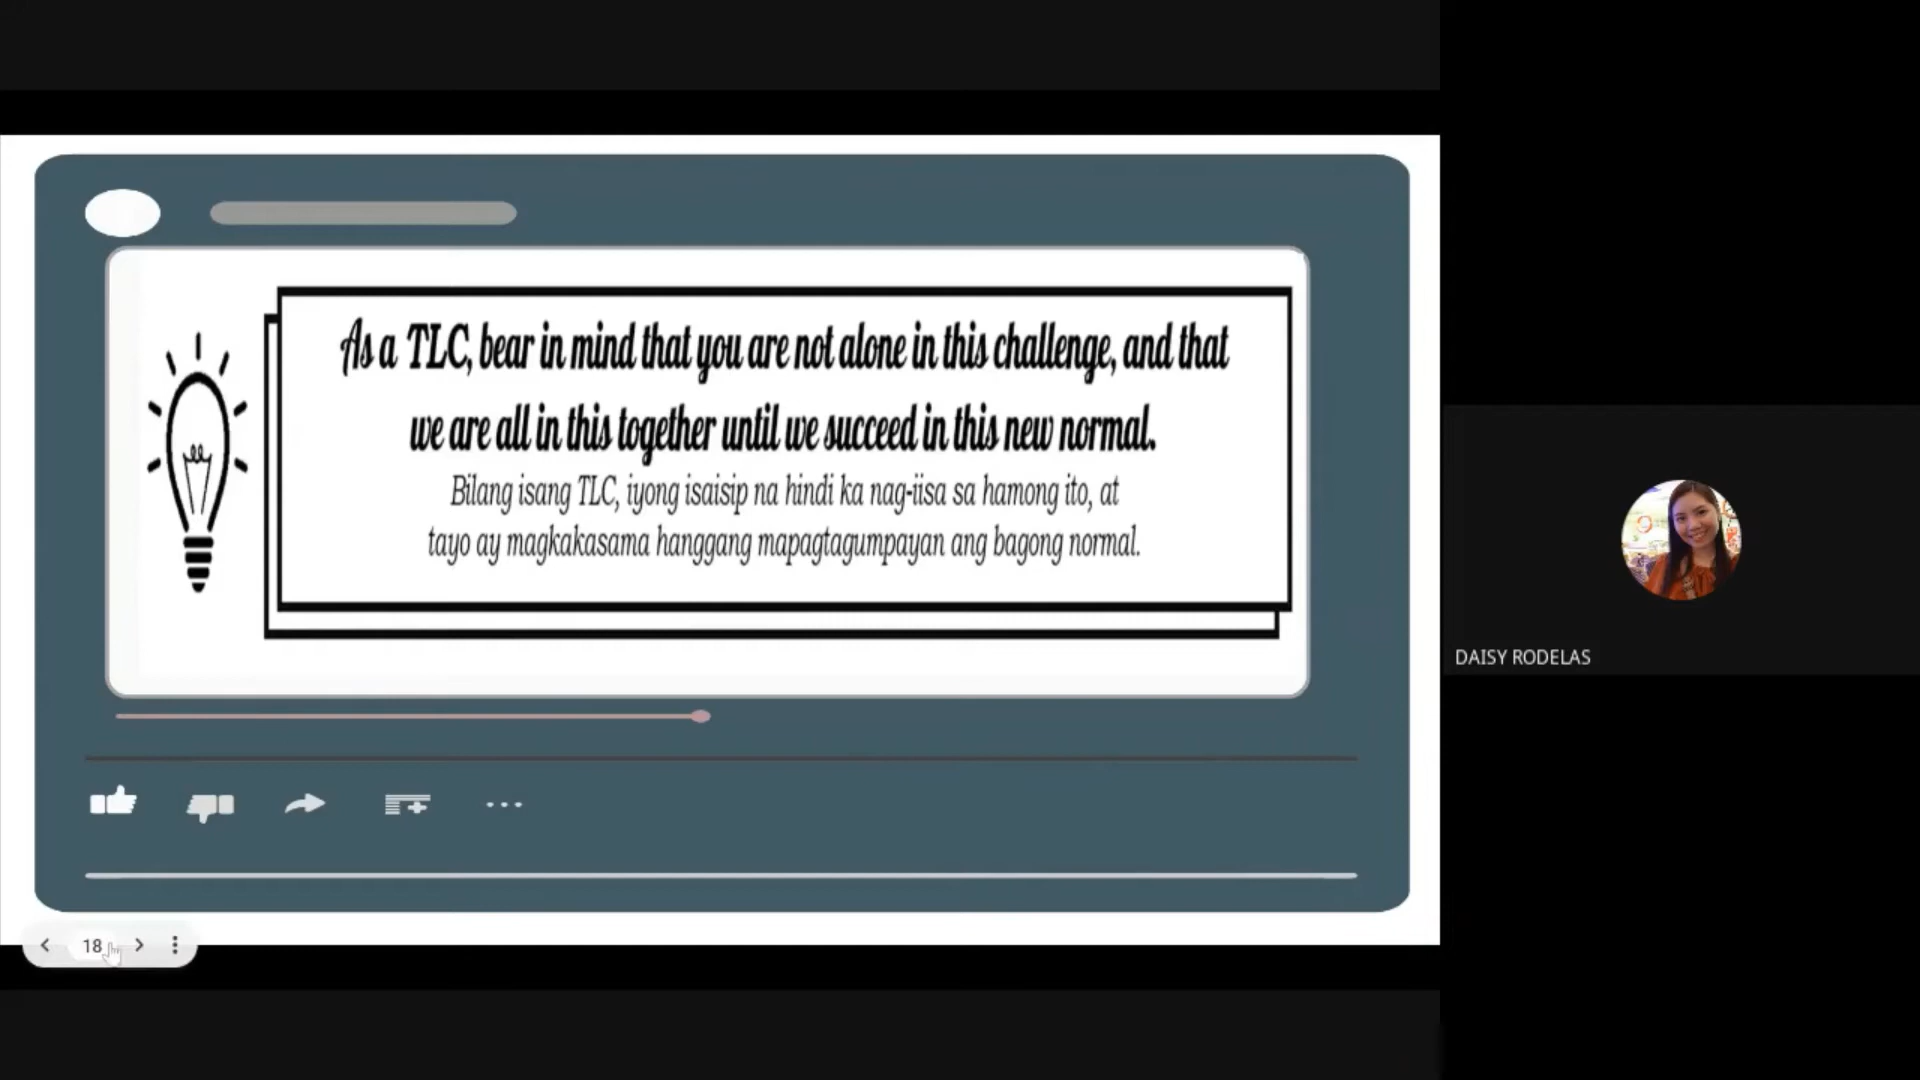 As a TLC, bear in mind that you are not alone in this challenge, and that
we are all in this together until we succeed in this new normal.
Bilang isang TLC, iyong isaisip na hindi ka nag-iisa sa hamong ito, at
tayo ay magkakasama hanggang mapagtagumpayan ang bagong normal.
DAISY RODELAS
18